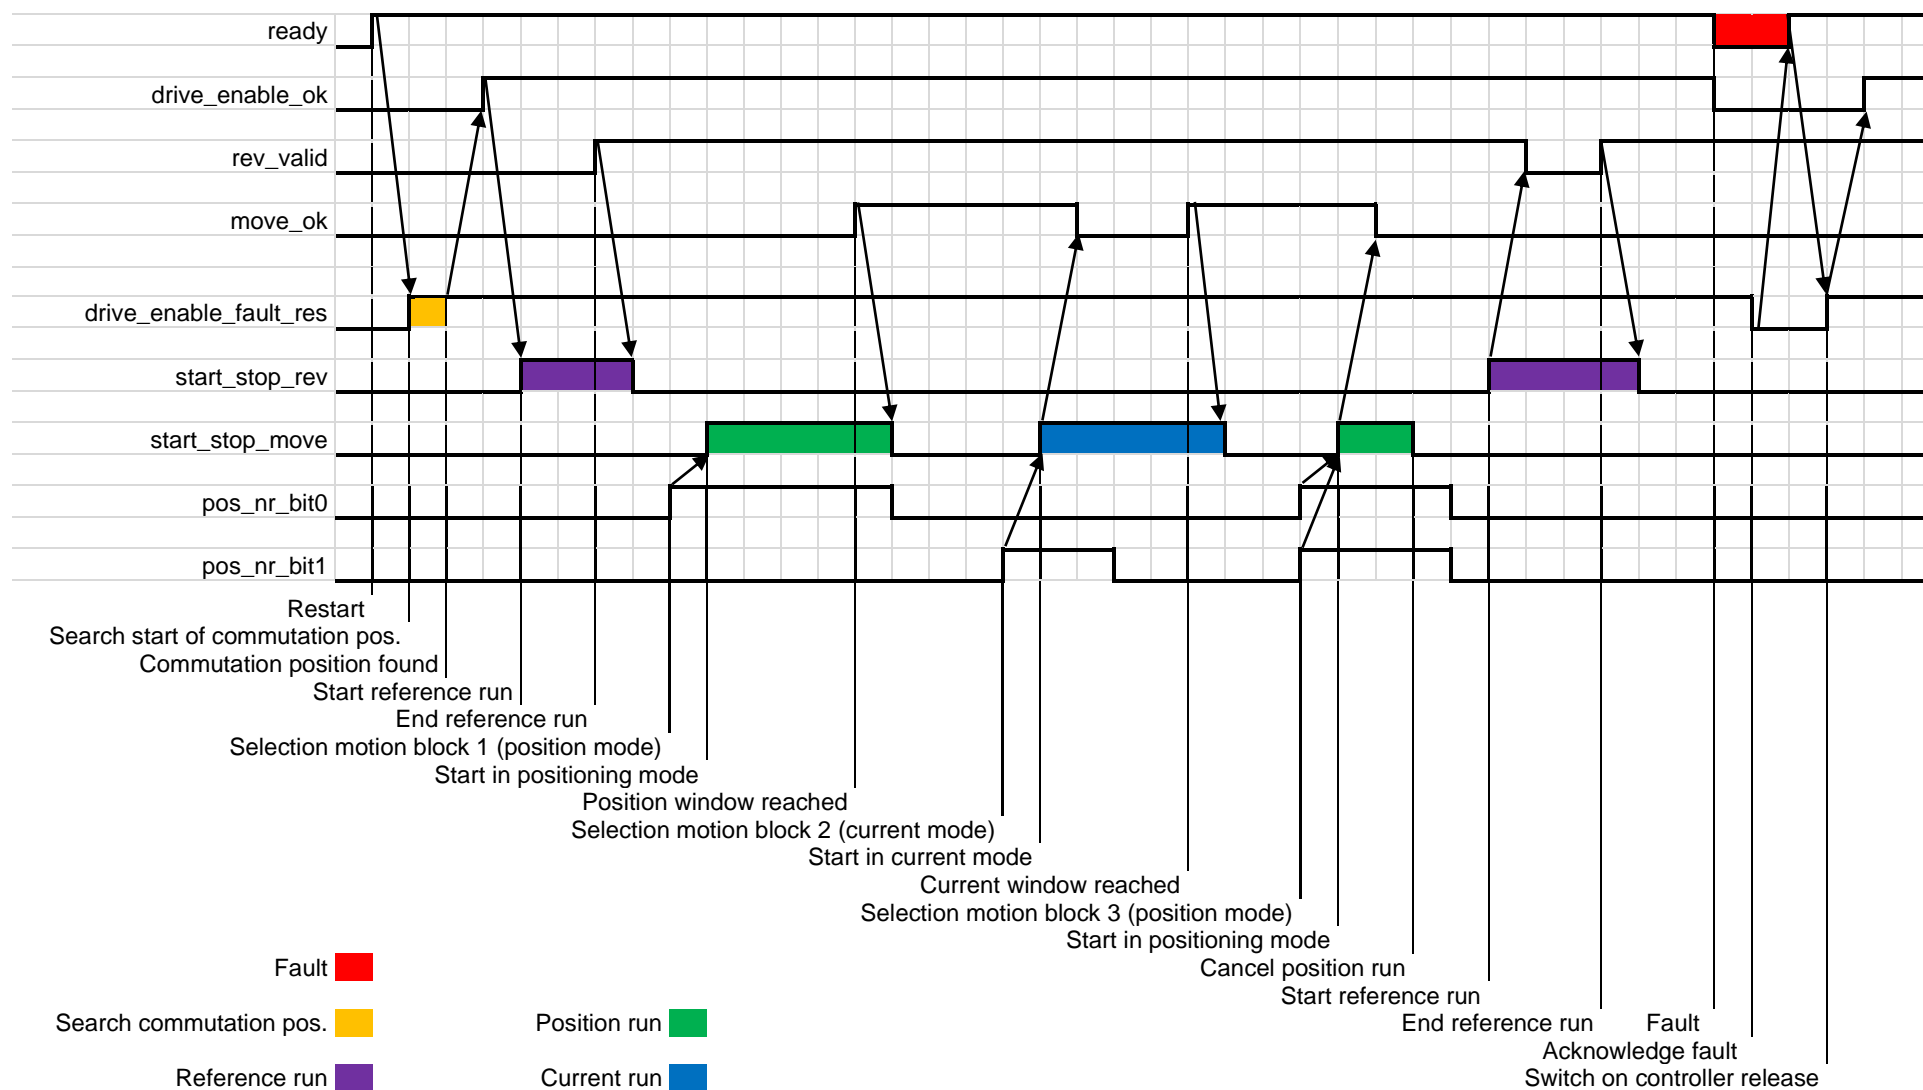 ready
drive_enable_ok
rev_valid
move_ok
drive_enable_fault_res
start_stop_rev
start_stop_move
pos_nr_bit0
pos_nr_bit1
Restart
Search start of commutation pos.
Commutation position found
Start reference run
End reference run
Selection motion block 1 (position mode)
Start in positioning mode
Position window reached
Selection motion block 2 (current mode)
Start in current mode
Current window reached
Selection motion block 3 (position mode)
Start in positioning mode
Cancel position run
Start reference run
End reference run
Fault
Acknowledge fault
Switch on controller release
Fault
Search commutation pos.
Position run
Reference run
Current run